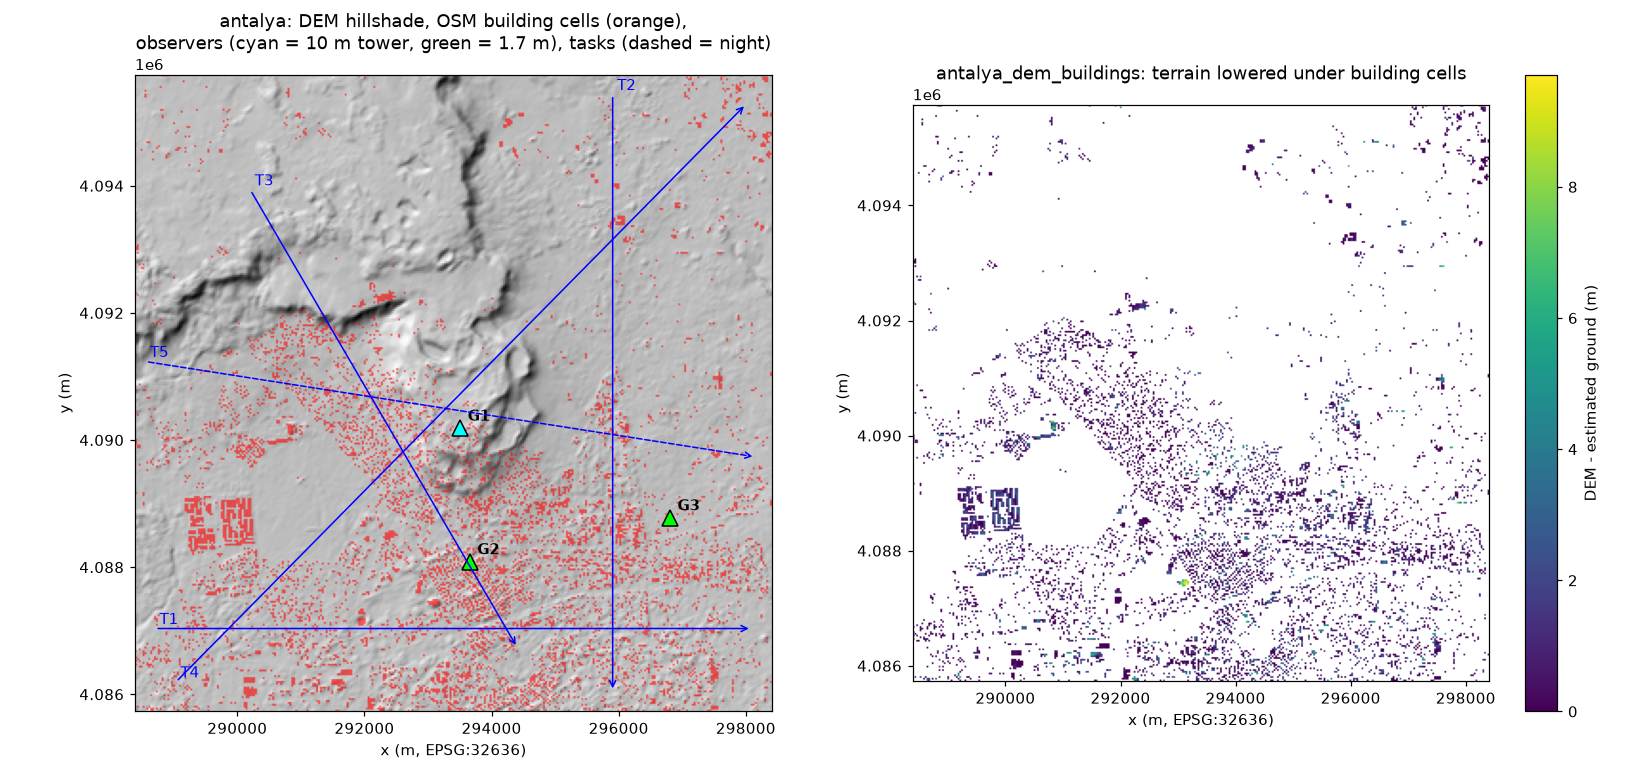 antalya: DEM hillshade, OSM building cells (orange),
observers (cyan = 10 m tower, green = 1.7 m), tasks (dashed = night)
1e6
T2
T3
T5
G1
G3
G2
T1
T4
4.094
4.092
4.090
4.088
4.086
y (m)
290000 292000 294000 296000 298000
x (m, EPSG:32636)
antalya_dem_buildings: terrain lowered under building cells
1e6
4.094
4.092
4.090
4.088
4.086
y (m)
290000 292000 294000 296000 298000
x (m, EPSG:32636)
8
6
4
2
0
DEM - estimated ground (m)